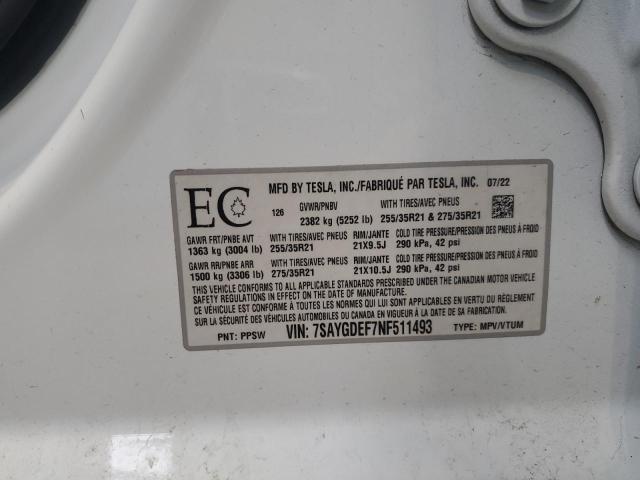 EC MFD BY TESLA, INC./FABRIQUÉ PAR TESLA, INC. 07/22
126 GVWR/PNBV WITH TIRES/AVEC PNEUS
2382 kg (5252 lb) 255/35R21 & 275/35R21
GAWR FRT/PNBE AVT WITH TIRES/AVEC PNEUS RIM/JANTE COLD TIRE PRESSURE/PRESSION DES PNEUS À FROID
1363 kg (3004 lb) 255/35R21 21X9.5J 290 kPa, 42 psi
GAWR RR/PNBE ARR WITH TIRES/AVEC PNEUS RIM/JANTE COLD TIRE PRESSURE/PRESSION DES PNEUS À FROID
1500 kg (3306 lb) 275/35R21 21X10.5J 290 kPa, 42 psi
THIS VEHICLE CONFORMS TO ALL APPLICABLE STANDARDS PRESCRIBED UNDER THE CANADIAN MOTOR VEHICLE
SAFETY REGULATIONS IN EFFECT ON THE DATE OF MANUFACTURE.
CE VÉHICULE EST CONFORME À TOUTES LES NORMES QUI LUI SONT APPLICABLES EN VERTU DU RÈGLEMENT
SUR LA SÉCURITÉ DES VÉHICULES AUTOMOBILES DU CANADA EN VIGUEUR À LA DATE DE SA FABRICATION.
PNT: PPSW VIN: 7SAYGDEF7NF511493 TYPE: MPV/VTUM